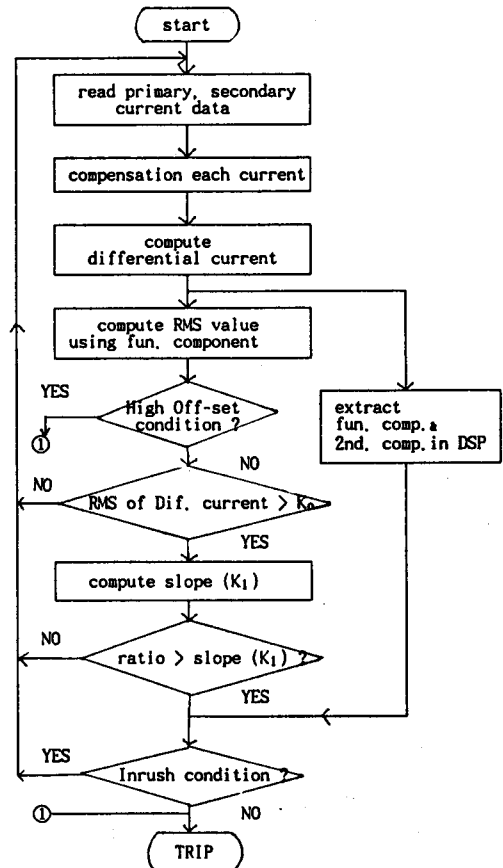 start
read primary, secondary
current data
compensation each current
compute
differential current
compute RMS value
using fun. component
YES
High Off-set
condition ?
①
extract
fun. comp.&
2nd. comp.in DSP
NO
NO
RMS of Dif. current > K₀
YES
compute slope (K₁)
NO
ratio > slope (K₁) ?
YES
YES
Inrush condition ?
①
NO
TRIP